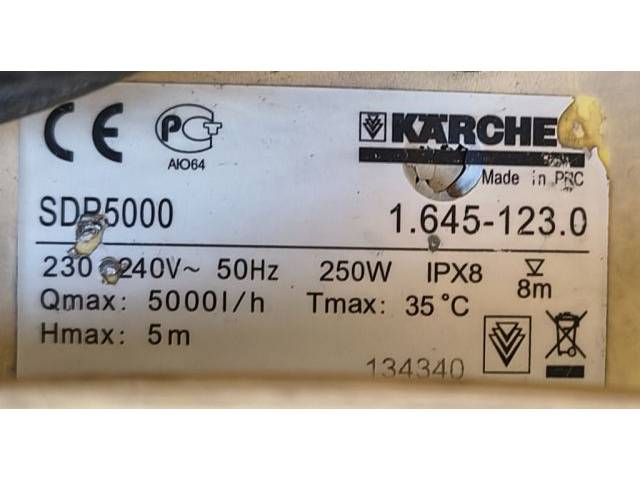 CE PCT KÄRCHE
AIO64
Made in PRC
SDP5000 1.645-123.0
230 240V~ 50Hz 250W IPX8 8m
Qmax: 5000l/h Tmax: 35°C
Hmax: 5m
134340